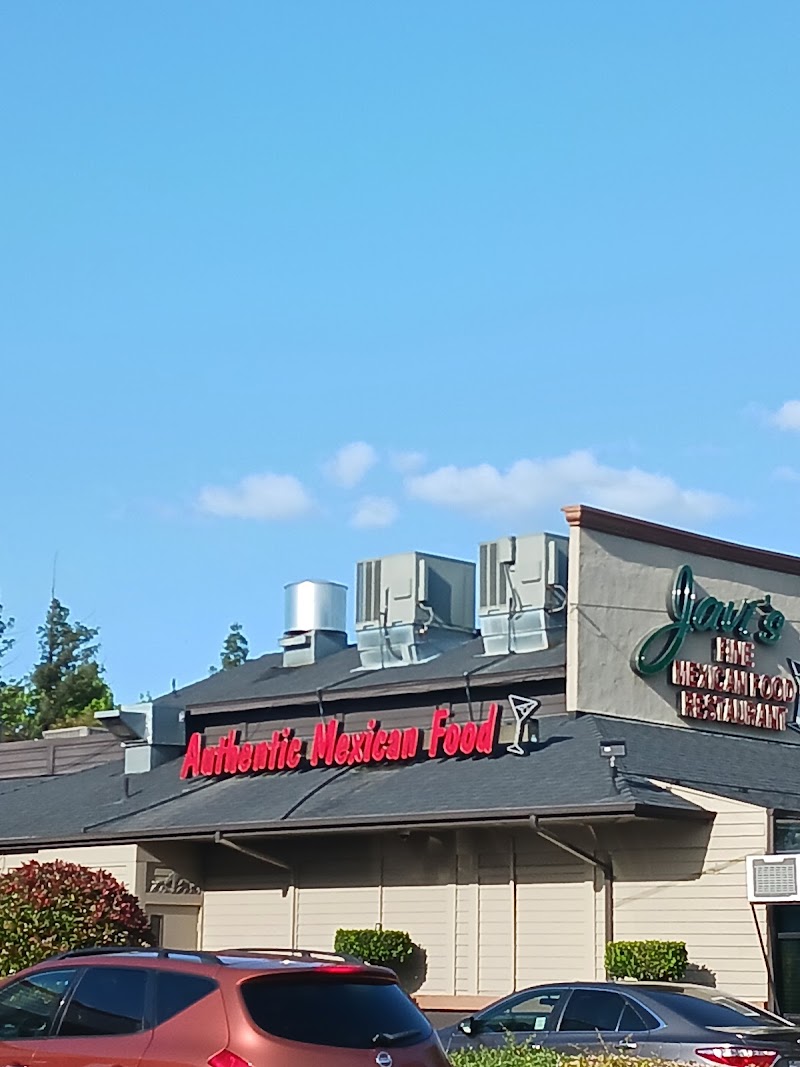 Authentic Mexican Food
Javi's
FINE
MEXICAN FOOD
RESTAURANT